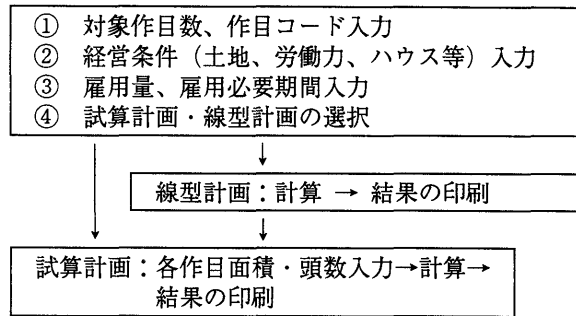 ① 対象作目数、作目コード入力
② 経営条件（土地、労働力、ハウス等）入力
③ 雇用量、雇用必要期間入力
④ 試算計画・線型計画の選択
線型計画：計算 → 結果の印刷
試算計画：各作目面積・頭数入力→計算→
結果の印刷